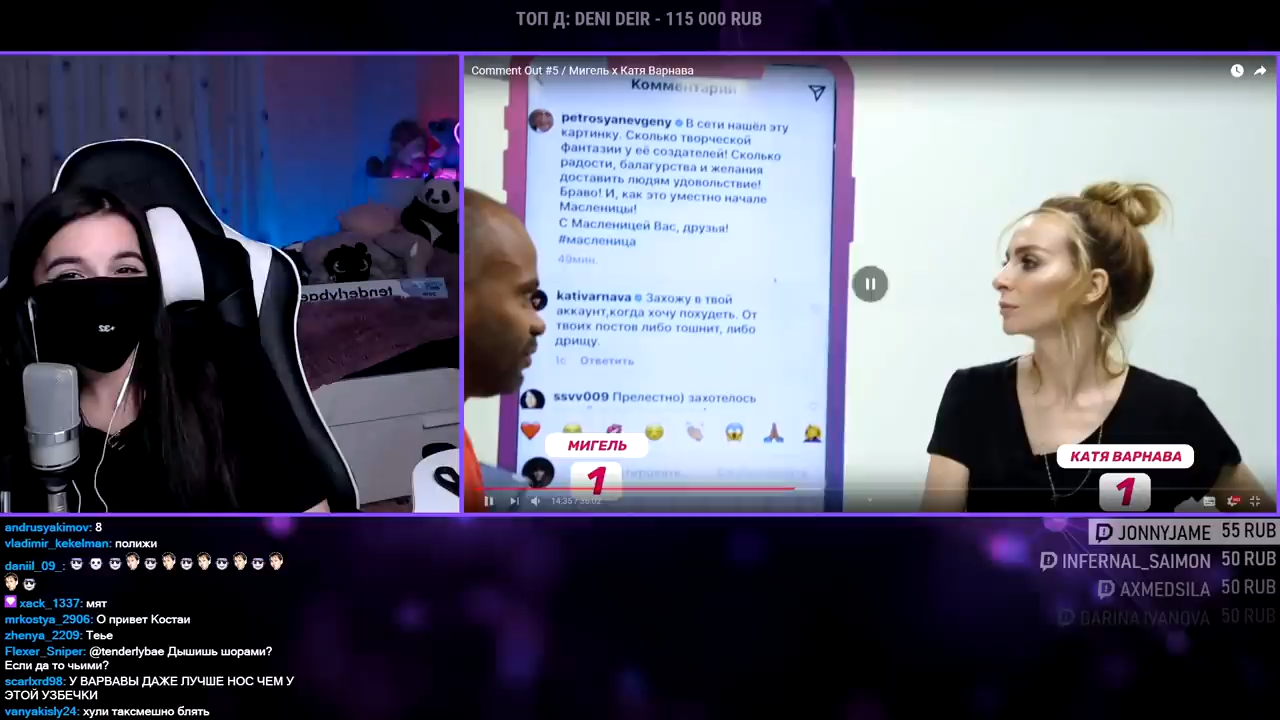 ТОП Д: DENI DEIR - 115 000 RUB
Comment Out #5 / Мигель х Катя Варнава
Комментарии
petrosyanevgeny В сети нашёл эту
картинку. Сколько творческой
фантазии у её создателей! Сколько
радости, балагурства и желания
доставить людям удовольствие!
Браво! И, как это уместно начале
Масленицы!
С Масленицей Вас, друзья!
#масленица
49мин.
kativarnava Захожу в твой
аккаунт,когда хочу похудеть. От
твоих постов либо тошнит, либо
дрищу.
1с Ответить
ssvv009 Прелестно) захотелось
МИГЕЛЬ
1
КАТЯ ВАРНАВА
1
14:35
tenderlybae
andrusyakimov: 8
vladimir_kekelman: полижи
daniil_09_:
xack_1337: мят
mrkostya_2906: О привет Костаи
zhenya_2209: Теье
Flexer_Sniper: @tenderlybae Дышишь шорами?
Если да то чьими?
scarlxrd98: У ВАРВАВЫ ДАЖЕ ЛУЧШЕ НОС ЧЕМ У
ЭТОЙ УЗБЕЧКИ
vanyakisly24: хули таксмешно блять
JONNYJAME 55 RUB
INFERNAL_SAIMON 50 RUB
AXMEDSILA 50 RUB
DARINA IVANOVA 50 RUB